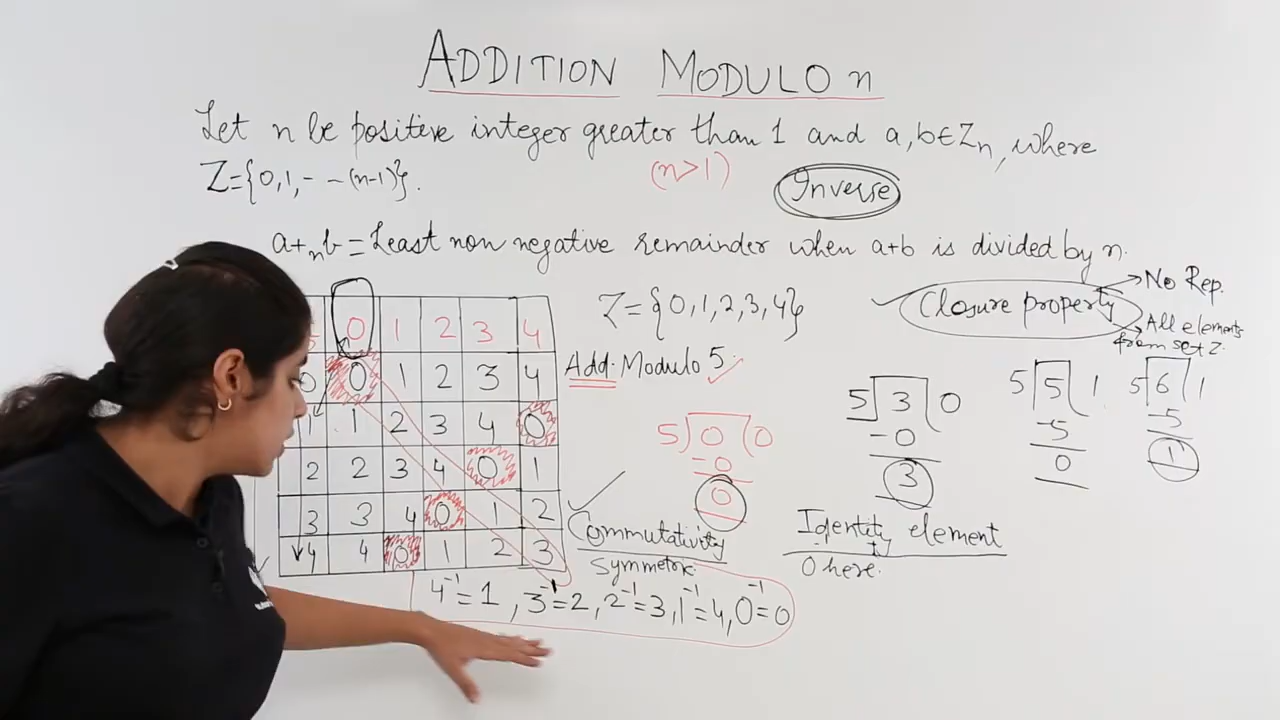 ADDITION MODULO n
Let n be positive integer greater than 1 and a, b ∈ Zn, where
Z={0,1,- -(n-1)}.
(n>1)
Inverse
a+nb = Least non negative remainder when a+b is divided by n.
0 1 2 3 4
0 0 1 2 3 4
1 1 2 3 4 0
2 2 3 4 0 1
3 3 4 0 1 2
4 4 0 1 2 3
Z={0,1,2,3,4}
Add. Modulo 5
Closure property
No Rep.
All elements
from set Z.
5 0 0
-0
0
5 3 0
-0
3
5 5 1
-5
0
5 6 1
-5
1
Commutativity
Symmetric
Identity element
0 here.
4⁻¹=1, 3⁻¹=2, 2⁻¹=3, 1⁻¹=4, 0⁻¹=0